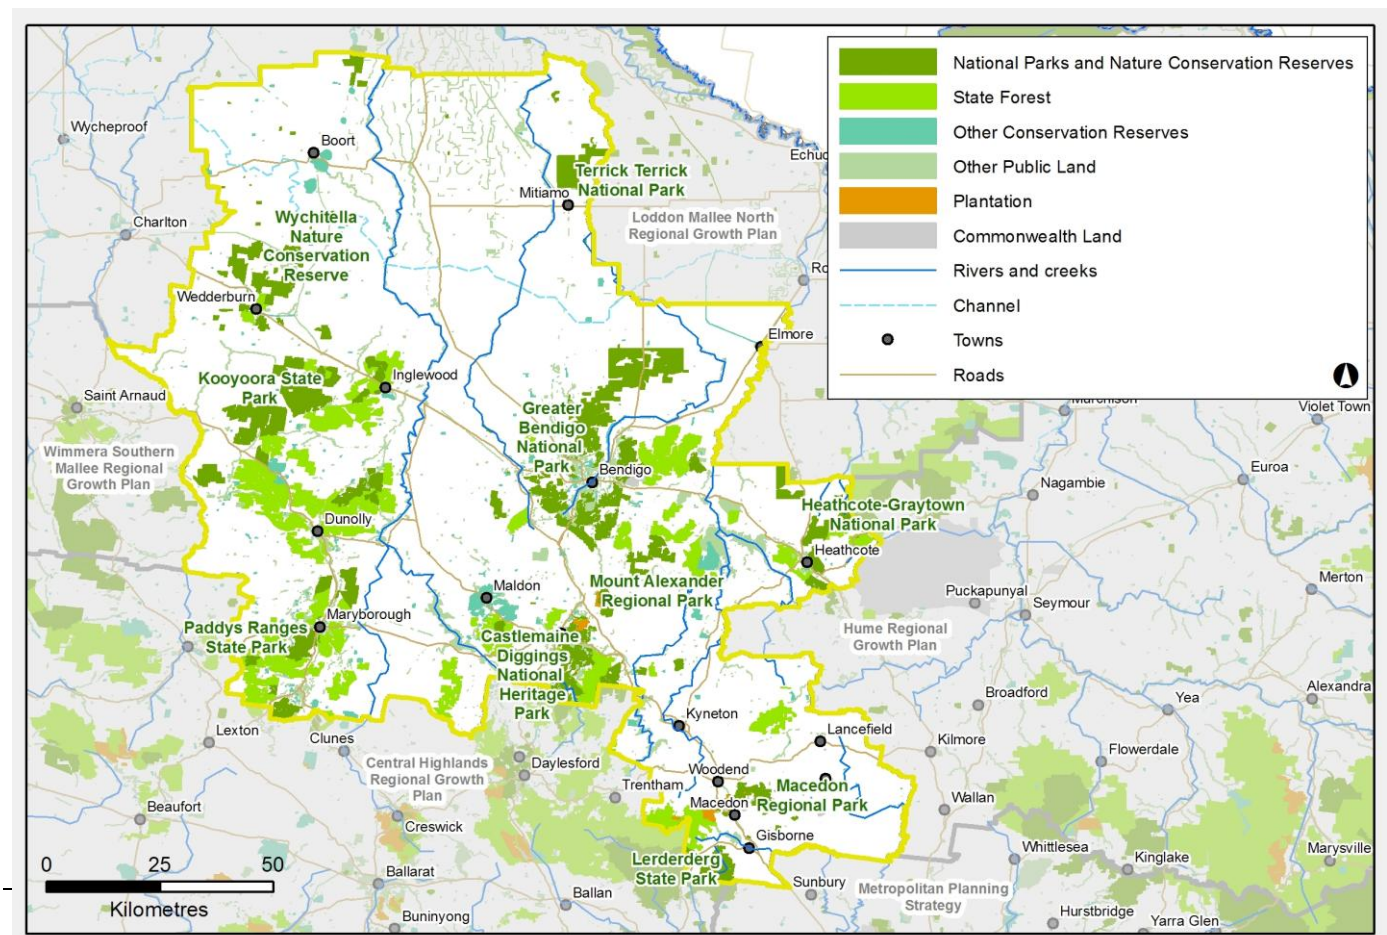 National Parks and Nature Conservation Reserves
State Forest
Other Conservation Reserves
Other Public Land
Plantation
Commonwealth Land
Rivers and creeks
Channel
Towns
Roads
Wycheproof
Boort
Echuc
Terrick Terrick
National Park
Mitiamo
Charlton
Wychitella
Nature
Conservation
Reserve
Loddon Mallee North
Regional Growth Plan
Ro
Wedderburn
Elmore
Kooyoora State
Park
Inglewood
Saint Arnaud
Murchison
Violet Town
Greater
Bendigo
National
Park
Wimmera Southern
Mallee Regional
Growth Plan
Bendigo
Euroa
Nagambie
Heathcote-Graytown
National Park
Dunolly
Heathcote
Maldon
Mount Alexander
Regional Park
Puckapunyal
Merton
Seymour
Maryborough
Paddys Ranges
State Park
Castlemaine
Diggings
National
Heritage
Park
Hume Regional
Growth Plan
Broadford
Yea
Alexandra
Kyneton
Lexton
Clunes
Lancefield
Kilmore
Flowerdale
Central Highlands
Regional Growth
Plan
Daylesford
Woodend
Trentham
Macedon
Macedon
Regional Park
Wallan
Beaufort
Creswick
Gisborne
Whittlesea
Kinglake
Marysville
Lerderderg
State Park
0 25 50
Kilometres
Ballarat
Ballan
Sunbury
Metropolitan Planning
Strategy
Buninyong
Hurstbridge
Yarra Glen